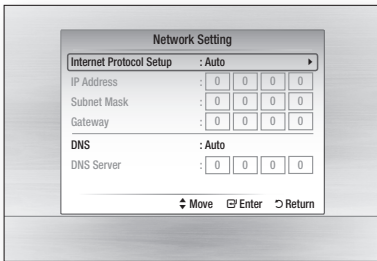 Network Setting
Internet Protocol Setup : Auto
IP Address : 0 0 0 0
Subnet Mask : 0 0 0 0
Gateway : 0 0 0 0
DNS : Auto
DNS Server : 0 0 0 0
Move Enter Return